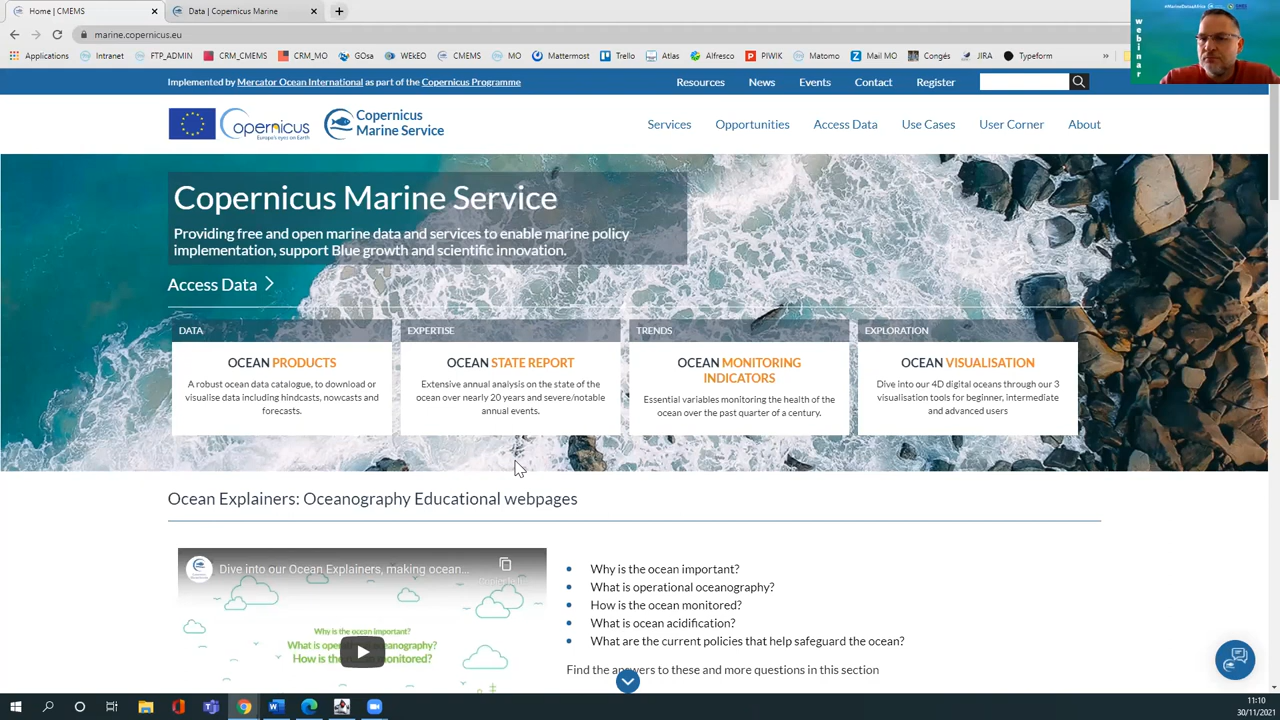 Home | CMEMS
Data | Copernicus Marine
marine.copernicus.eu
Applications
Intranet
FTP_ADMIN
CRM_CMEMS
CRM_MO
GOsa
WEkEO
CMEMS
MO
Mattermost
Trello
Atlas
Alfresco
PIWIK
Matomo
Mail MO
Congés
JIRA
Typeform
»
webinar
Implemented by Mercator Ocean International as part of the Copernicus Programme
Resources
News
Events
Contact
Register
opernicus
Europe's eyes on Earth
Copernicus
Marine Service
Services
Opportunities
Access Data
Use Cases
User Corner
About
Copernicus Marine Service
Providing free and open marine data and services to enable marine policy
implementation, support Blue growth and scientific innovation.
Access Data
DATA
OCEAN PRODUCTS
A robust ocean data catalogue, to download or
visualise data including hindcasts, nowcasts and
forecasts.
EXPERTISE
OCEAN STATE REPORT
Extensive annual analysis on the state of the
ocean over nearly 20 years and severe/notable
annual events.
TRENDS
OCEAN MONITORING
INDICATORS
Essential variables monitoring the health of the
ocean over the past quarter of a century.
EXPLORATION
OCEAN VISUALISATION
Dive into our 4D digital oceans through our 3
visualisation tools for beginner, intermediate
and advanced users
Ocean Explainers: Oceanography Educational webpages
Dive into our Ocean Explainers, making ocean...
Why is the ocean important?
What is operational oceanography?
How is the ocean monitored?
Why is the ocean important?
What is operational oceanography?
How is the ocean monitored?
What is ocean acidification?
What are the current policies that help safeguard the ocean?
Find the answers to these and more questions in this section
11:10
30/11/2021